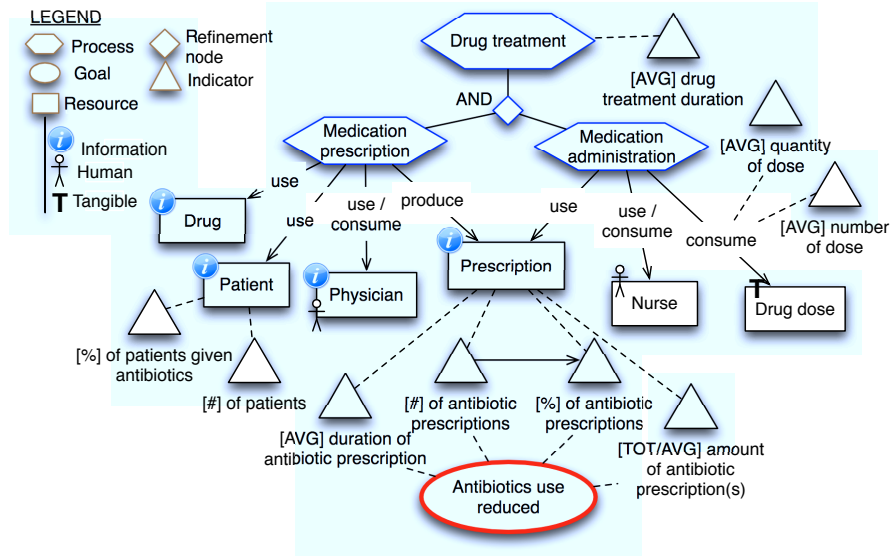 LEGEND
Process
Goal
Resource
Refinement
node
Indicator
i
Information
Human
T
Tangible
Drug treatment
[AVG] drug
treatment duration
AND
Medication
prescription
Medication
administration
[AVG] quantity
of dose
[AVG] number
of dose
use
use
use /
consume
produce
use
use /
consume
consume
i
Drug
i
Patient
i
Physician
i
Prescription
Nurse
T
Drug dose
[%] of patients given
antibiotics
[#] of patients
[AVG] duration of
antibiotic prescription
[#] of antibiotic
prescriptions
[%] of antibiotic
prescriptions
[TOT/AVG] amount
of antibiotic
prescription(s)
Antibiotics use
reduced